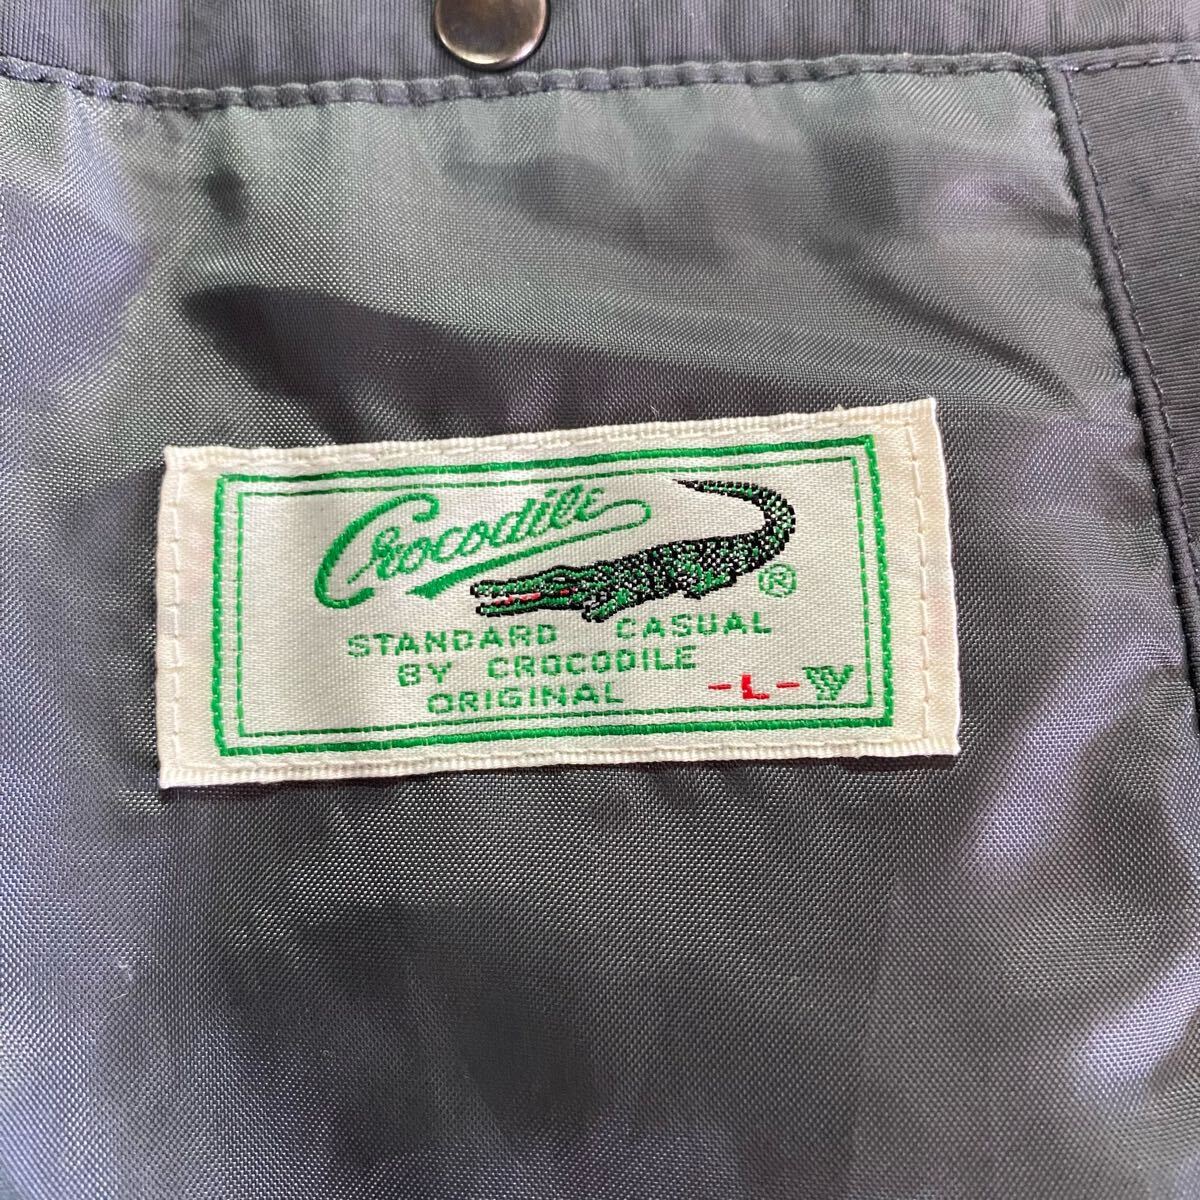 Crocodile
®
STANDARD CASUAL
BY CROCODILE
ORIGINAL
-L-